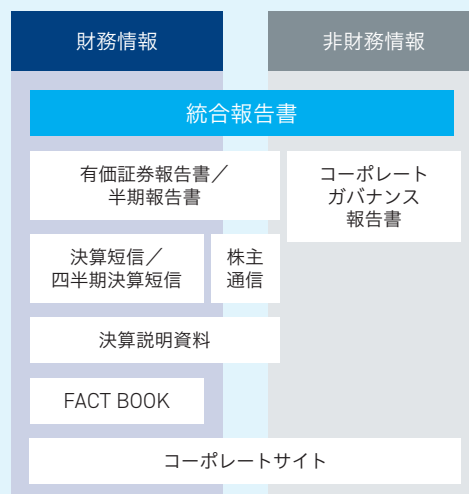 財務情報
非財務情報
統合報告書
有価証券報告書／
半期報告書
コーポレート
ガバナンス
報告書
決算短信／
四半期決算短信
株主
通信
決算説明資料
FACT BOOK
コーポレートサイト